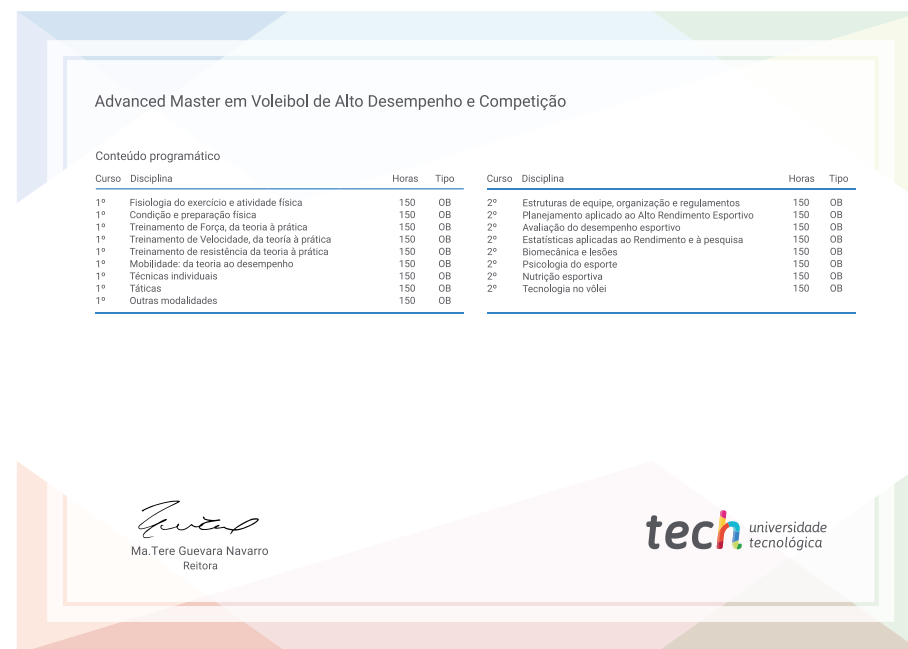 Advanced Master em Voleibol de Alto Desempenho e Competição
Conteúdo programático
Curso Disciplina Horas Tipo
1º Fisiologia do exercício e atividade física 150 OB
1º Condição e preparação física 150 OB
1º Treinamento de Força, da teoria à prática 150 OB
1º Treinamento de Velocidade, da teoría à prática 150 OB
1º Treinamento de resistência da teoria à prática 150 OB
1º Mobilidade: da teoria ao desempenho 150 OB
1º Técnicas individuais 150 OB
1º Táticas 150 OB
1º Outras modalidades 150 OB
Curso Disciplina Horas Tipo
2º Estruturas de equipe, organização e regulamentos 150 OB
2º Planejamento aplicado ao Alto Rendimento Esportivo 150 OB
2º Avaliação do desempenho esportivo 150 OB
2º Estatísticas aplicadas ao Rendimento e à pesquisa 150 OB
2º Biomecânica e lesões 150 OB
2º Psicologia do esporte 150 OB
2º Nutrição esportiva 150 OB
2º Tecnologia no vôlei 150 OB
Ma.Tere Guevara Navarro
Reitora
tech universidade
tecnológica